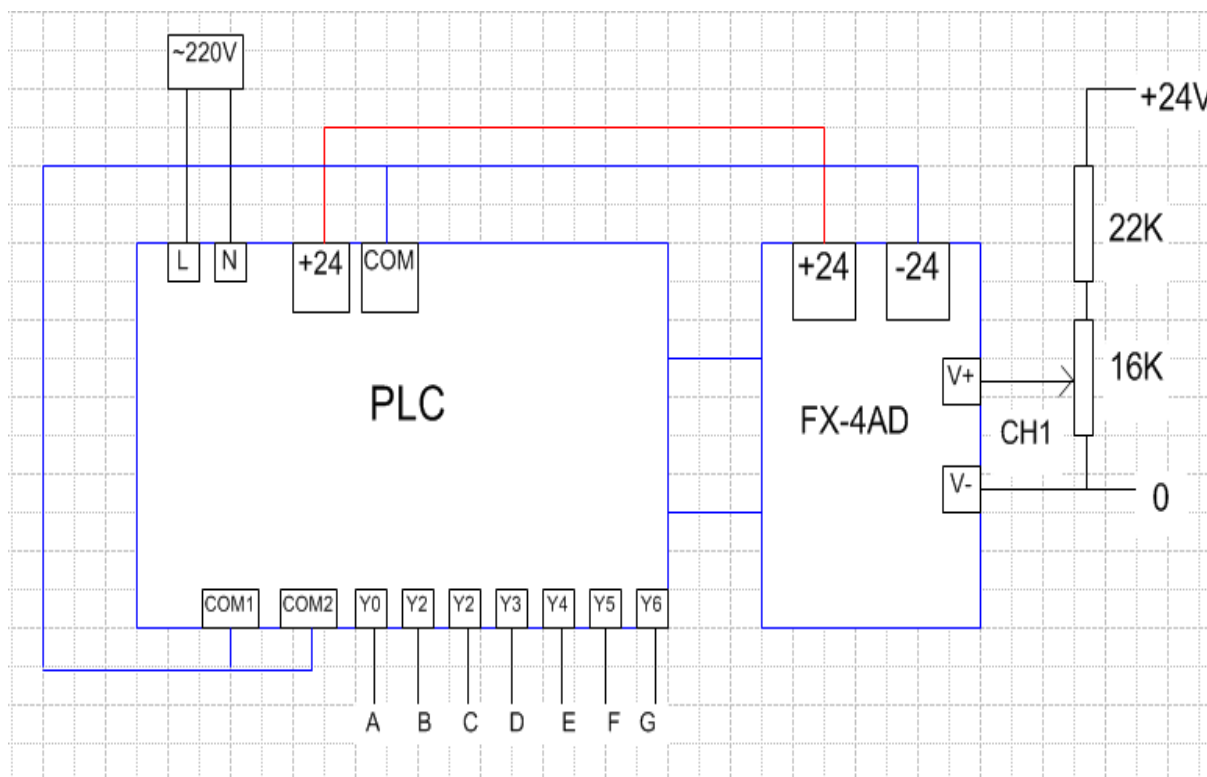 ~220V
+24V
L
N
+24
COM
+24
-24
22K
PLC
FX-4AD
V+
16K
CH1
V-
0
COM1
COM2
Y0
Y2
Y2
Y3
Y4
Y5
Y6
A
B
C
D
E
F
G